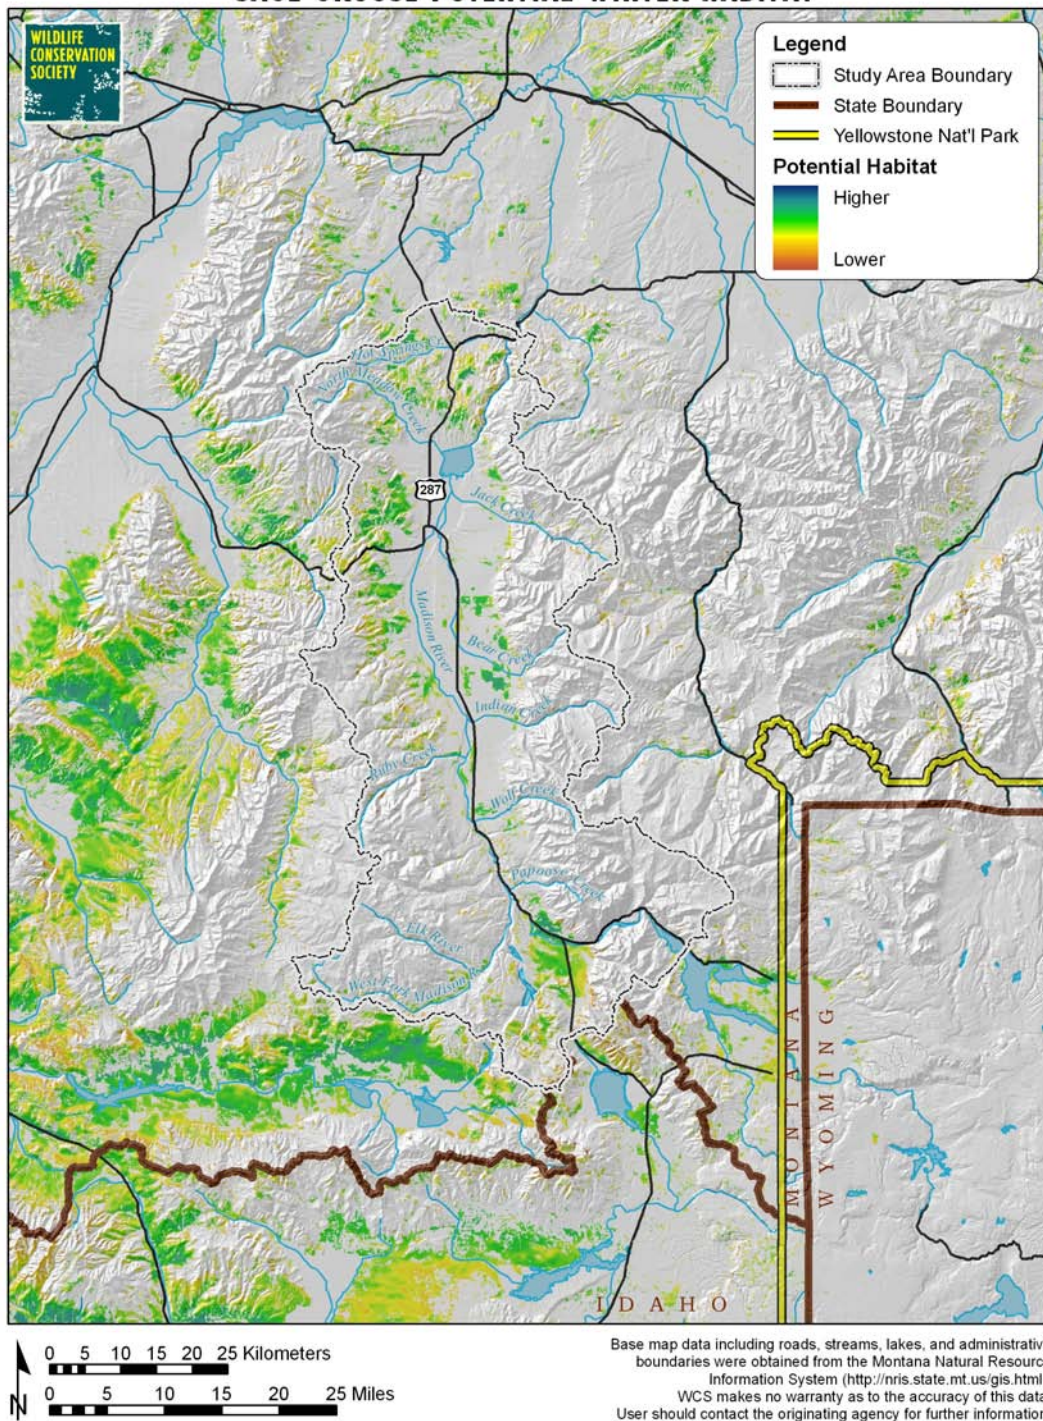 WILDLIFE
CONSERVATION
SOCIETY
Legend
Study Area Boundary
State Boundary
Yellowstone Nat'l Park
Potential Habitat
Higher
Lower
Hot Springs Cr.
North Meadow Creek
287
Jack Creek
Madison River
Bear Creek
Indian Creek
Ruby Creek
Wolf Creek
Papoose Creek
Elk River
West Fork Madison R.
MONTANA
WYOMING
IDAHO
0 5 10 15 20 25 Kilometers
0 5 10 15 20 25 Miles
N
Base map data including roads, streams, lakes, and administrativ
boundaries were obtained from the Montana Natural Resourc
Information System (http://nris.state.mt.us/gis.html
WCS makes no warranty as to the accuracy of this data
User should contact the originating agency for further information